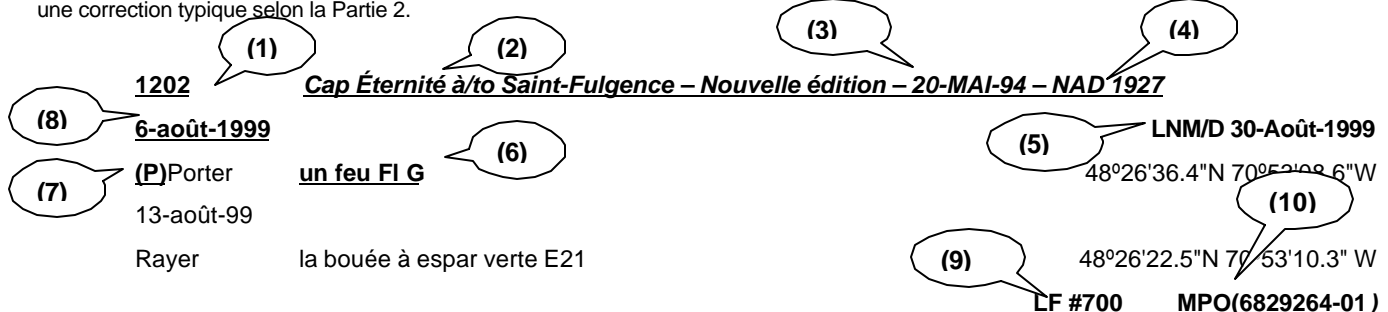 une correction typique selon la Partie 2.
(1) (2) (3) (4)
1202 Cap Éternité à/to Saint-Fulgence – Nouvelle édition – 20-MAI-94 – NAD 1927
(8) 6-août-1999 (5) LNM/D 30-Août-1999
(7) (P)Porter un feu Fl G (6) 48º26'36.4"N 70º53'08.6"W
13-août-99 (10)
Rayer la bouée à espar verte E21 (9) 48º26'22.5"N 70º53'10.3" W
LF #700 MPO(6829264-01)